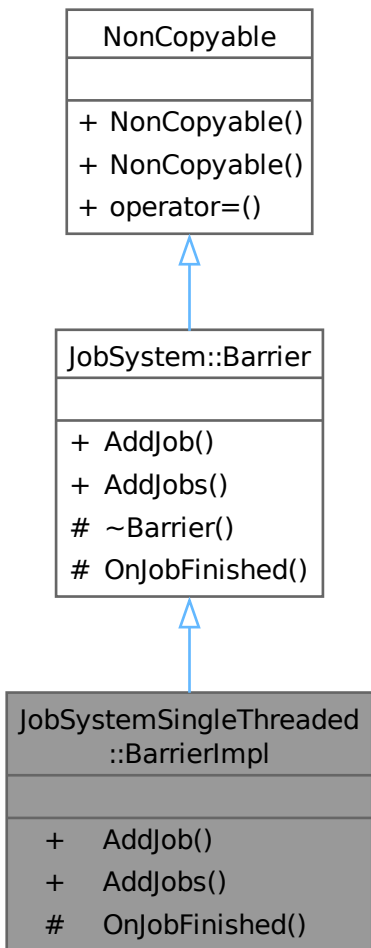 NonCopyable
+ NonCopyable()
+ NonCopyable()
+ operator=()
JobSystem::Barrier
+ AddJob()
+ AddJobs()
# ~Barrier()
# OnJobFinished()
JobSystemSingleThreaded
::BarrierImpl
+ AddJob()
+ AddJobs()
# OnJobFinished()